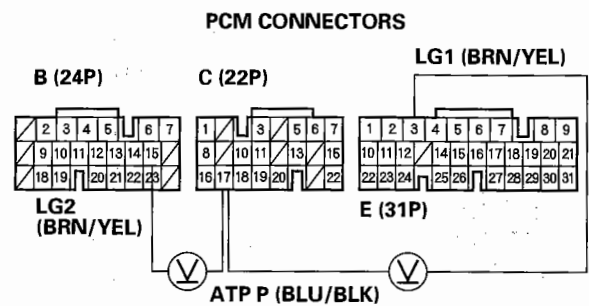 PCM CONNECTORS
LG1 (BRN/YEL)
B (24P) C (22P)
2 3 4 5 6 7 1 3 5 6 7 1 2 3 4 5 6 7 8 9
9 10 11 12 13 14 15 8 10 11 13 15 10 11 12 14 15 16 17 18 19 20 21
18 19 20 21 22 23 16 17 18 19 20 22 22 23 24 25 26 27 28 29 30 31
LG2
(BRN/YEL)
E (31P)
V V
ATP P (BLU/BLK)